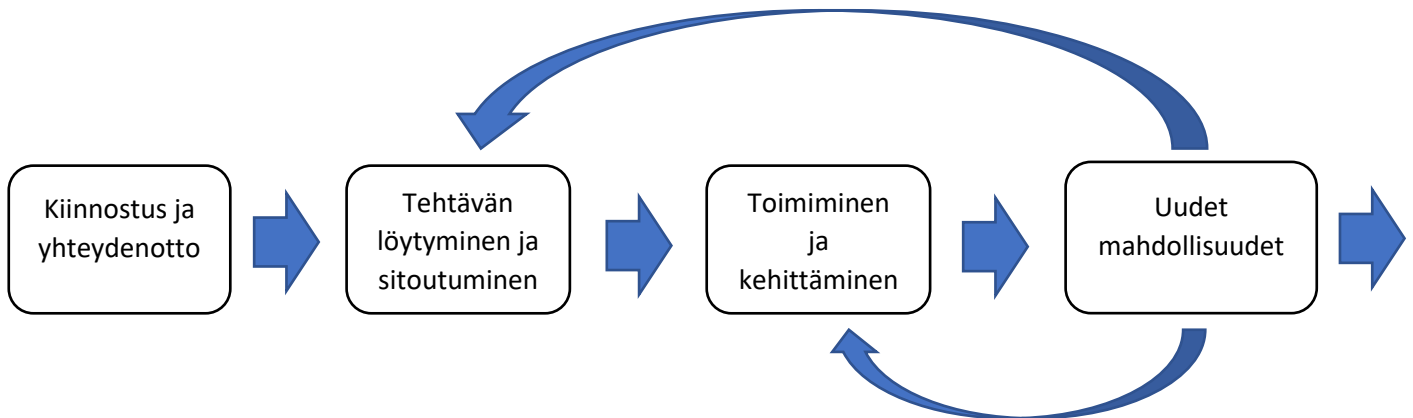 Kiinnostus ja
yhteydenotto
Tehtävän
löytyminen ja
sitoutuminen
Toimiminen
ja
kehittäminen
Uudet
mahdollisuudet